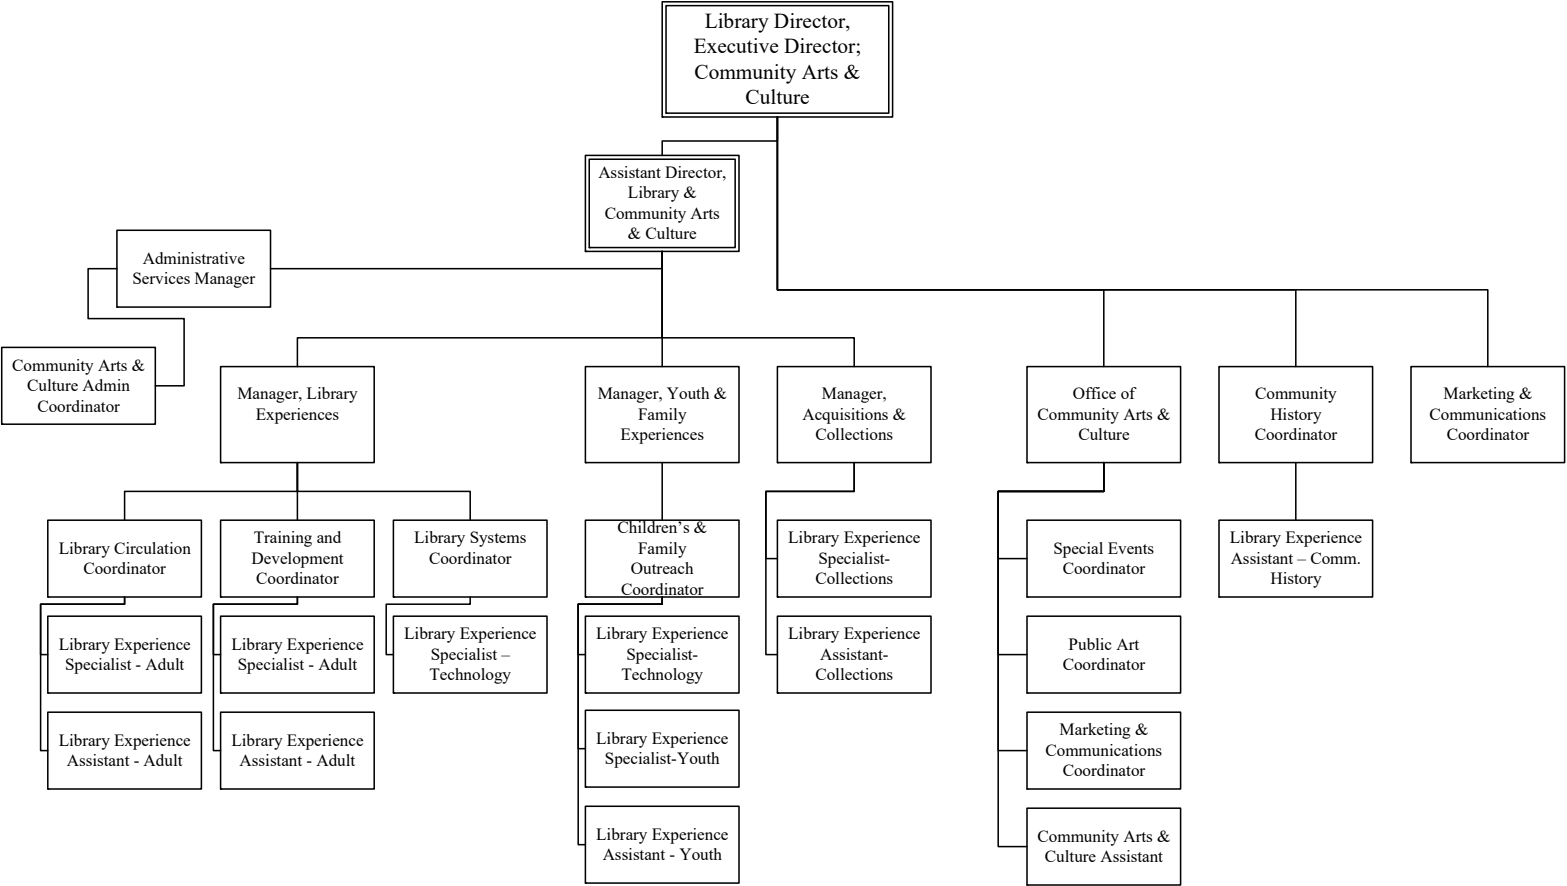 Library Director,
Executive Director;
Community Arts &
Culture
Assistant Director,
Library &
Community Arts
& Culture
Administrative
Services Manager
Community Arts &
Culture Admin
Coordinator
Manager, Library
Experiences
Manager, Youth &
Family
Experiences
Manager,
Acquisitions &
Collections
Office of
Community Arts &
Culture
Community
History
Coordinator
Marketing &
Communications
Coordinator
Library Circulation
Coordinator
Training and
Development
Coordinator
Library Systems
Coordinator
Children’s &
Family
Outreach
Coordinator
Library Experience
Specialist-
Collections
Special Events
Coordinator
Library Experience
Assistant – Comm.
History
Library Experience
Specialist - Adult
Library Experience
Specialist - Adult
Library Experience
Specialist –
Technology
Library Experience
Specialist-
Technology
Library Experience
Assistant-
Collections
Public Art
Coordinator
Library Experience
Assistant - Adult
Library Experience
Assistant - Adult
Library Experience
Specialist-Youth
Marketing &
Communications
Coordinator
Library Experience
Assistant - Youth
Community Arts &
Culture Assistant